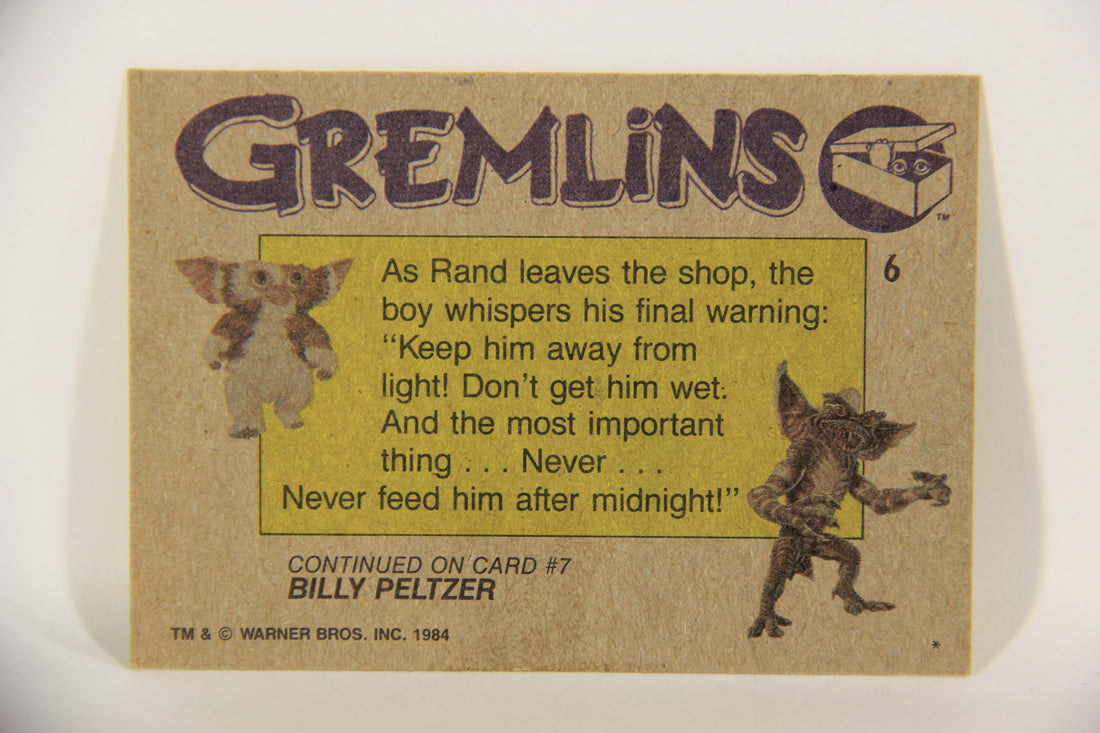 GREMLiNS
TM
6
As Rand leaves the shop, the
boy whispers his final warning:
“Keep him away from
light! Don’t get him wet.
And the most important
thing . . . Never . . .
Never feed him after midnight!”
CONTINUED ON CARD #7
BILLY PELTZER
TM & © WARNER BROS. INC. 1984
*